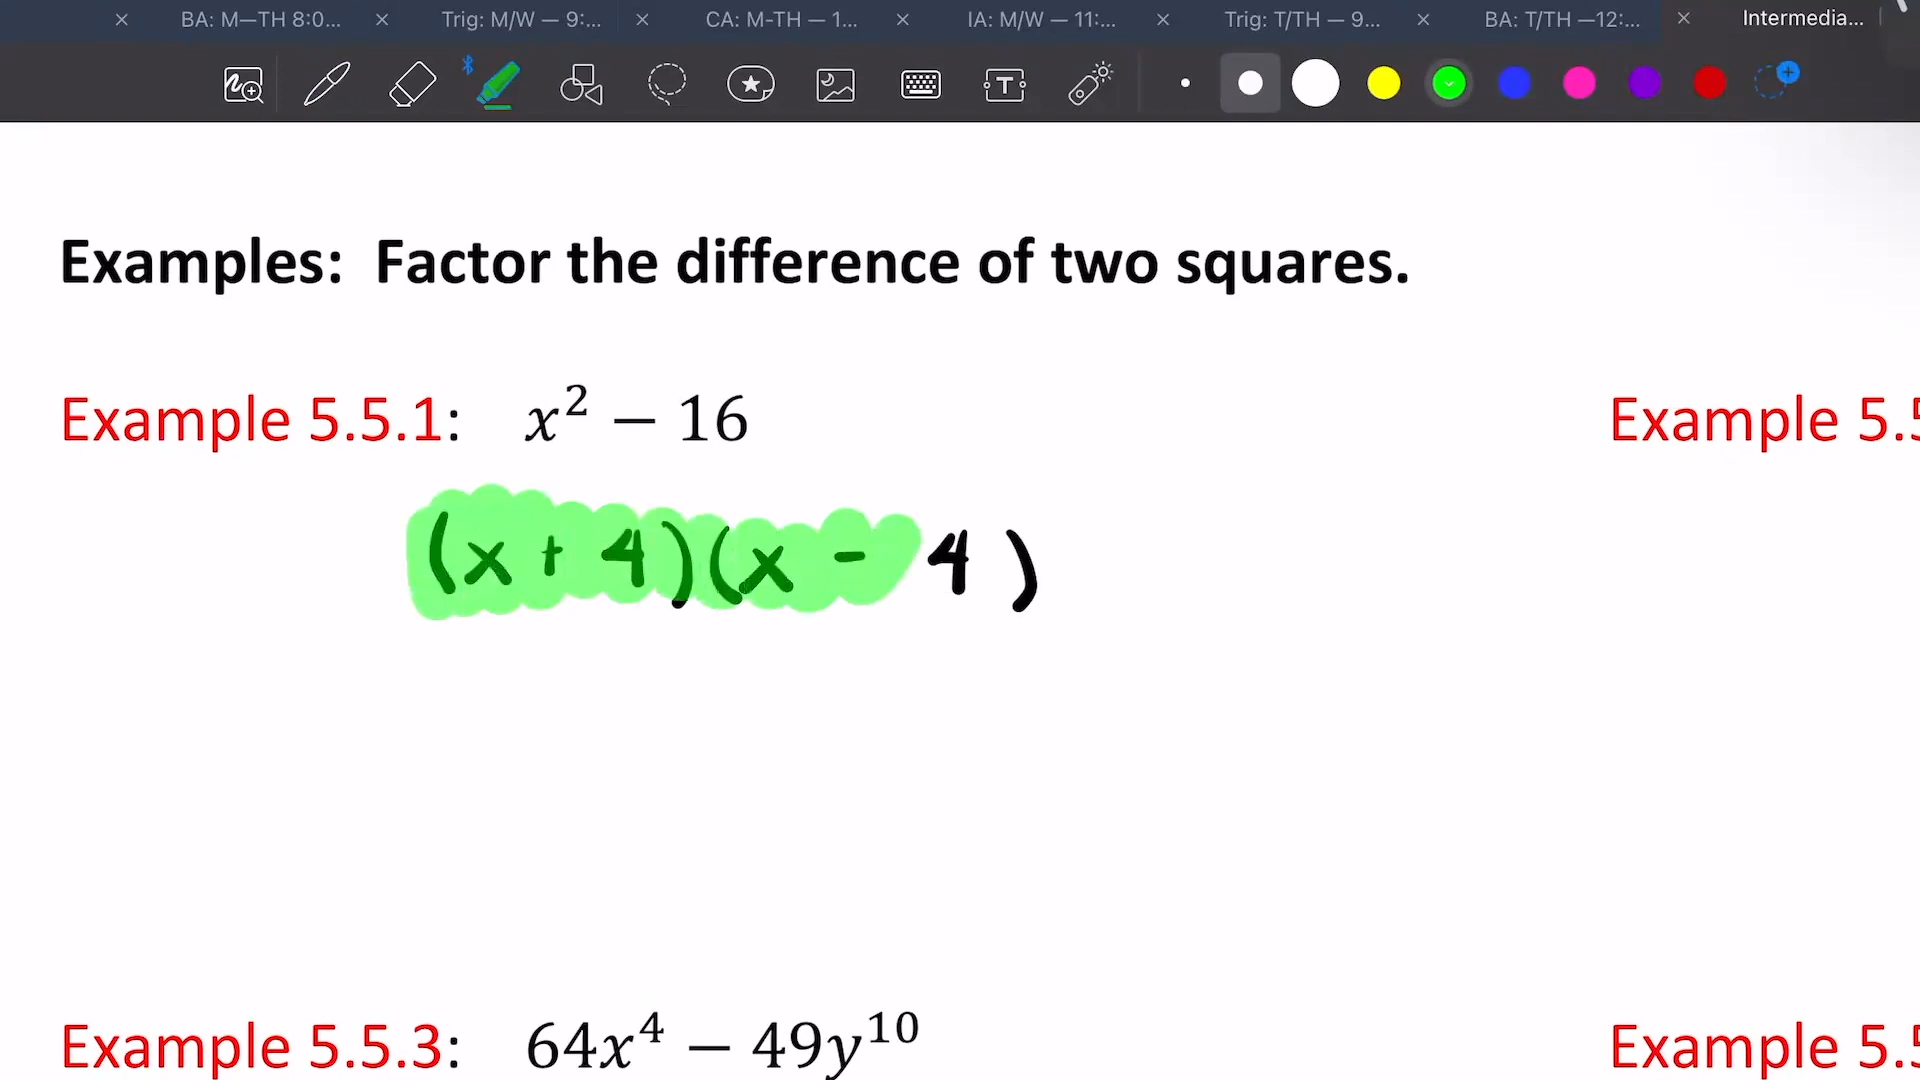 BA: M—TH 8:0... Trig: M/W — 9:... CA: M-TH — 1... IA: M/W — 11:... Trig: T/TH — 9... BA: T/TH —12:... Intermedia...
Examples: Factor the difference of two squares.
Example 5.5.1: x² − 16
Example 5.5
(x + 4)(x - 4)
Example 5.5.3: 64x⁴ − 49y¹⁰
Example 5.5